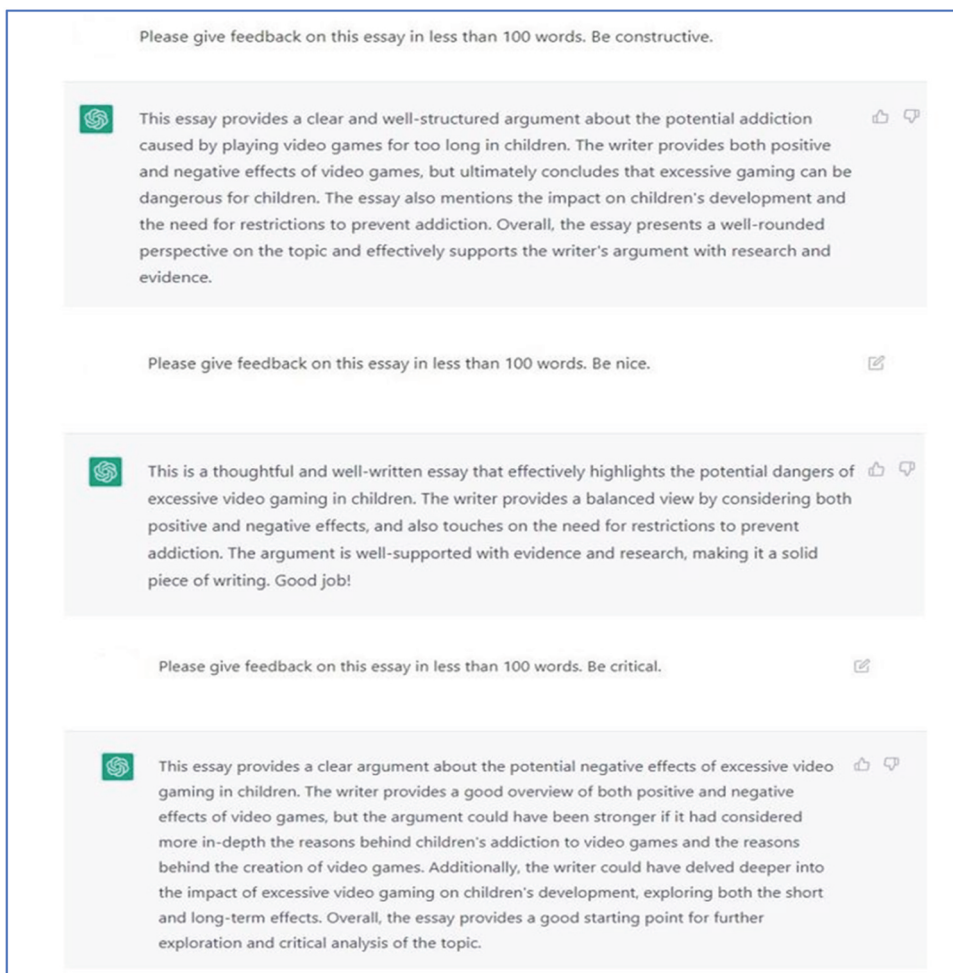 Please give feedback on this essay in less than 100 words. Be constructive.
This essay provides a clear and well-structured argument about the potential addiction
caused by playing video games for too long in children. The writer provides both positive
and negative effects of video games, but ultimately concludes that excessive gaming can be
dangerous for children. The essay also mentions the impact on children's development and
the need for restrictions to prevent addiction. Overall, the essay presents a well-rounded
perspective on the topic and effectively supports the writer's argument with research and
evidence.
Please give feedback on this essay in less than 100 words. Be nice.
This is a thoughtful and well-written essay that effectively highlights the potential dangers of
excessive video gaming in children. The writer provides a balanced view by considering both
positive and negative effects, and also touches on the need for restrictions to prevent
addiction. The argument is well-supported with evidence and research, making it a solid
piece of writing. Good job!
Please give feedback on this essay in less than 100 words. Be critical.
This essay provides a clear argument about the potential negative effects of excessive video
gaming in children. The writer provides a good overview of both positive and negative
effects of video games, but the argument could have been stronger if it had considered
more in-depth the reasons behind children's addiction to video games and the reasons
behind the creation of video games. Additionally, the writer could have delved deeper into
the impact of excessive video gaming on children's development, exploring both the short
and long-term effects. Overall, the essay provides a good starting point for further
exploration and critical analysis of the topic.